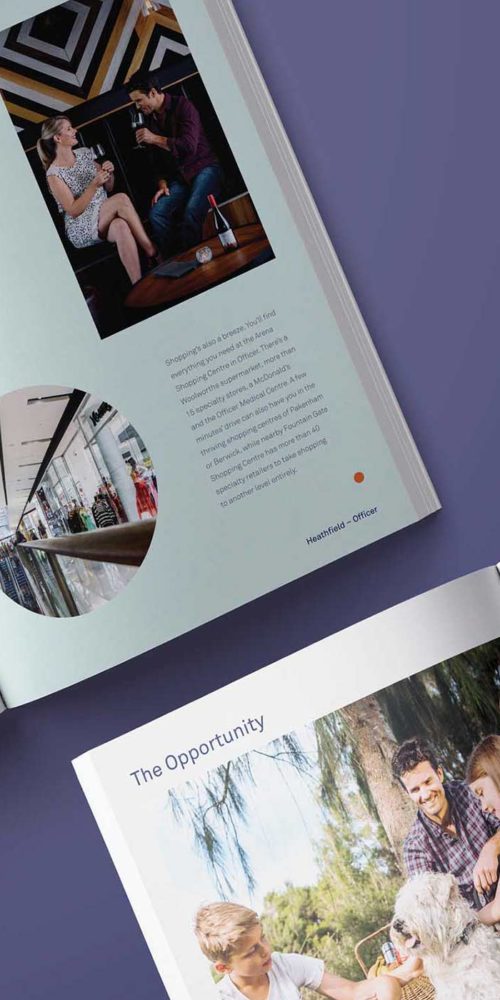 Shopping's also a breeze. You'll find
everything you need at the Arena
Shopping Centre in Officer. There's a
Woolworths supermarket, more than
15 specialty stores, a McDonald's
and the Officer Medical Centre. A few
minutes' drive can also have you in the
thriving shopping centres of Pakenham
or Berwick, while nearby Fountain Gate
Shopping Centre has more than 40
specialty retailers to take shopping
to another level entirely.
Heathfield – Officer
The Opportunity